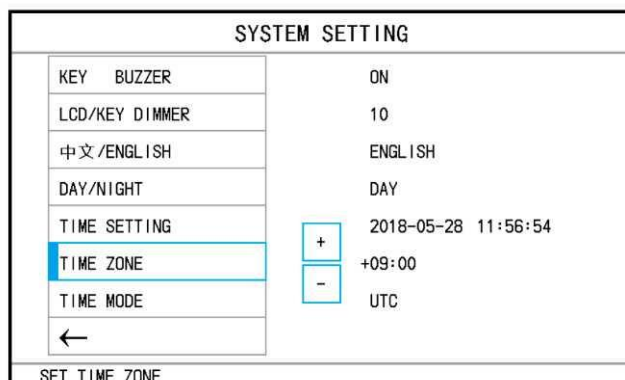 SYSTEM SETTING
KEY BUZZER ON
LCD/KEY DIMMER 10
中文/ENGLISH ENGLISH
DAY/NIGHT DAY
TIME SETTING 2018-05-28 11:56:54
+
TIME ZONE +09:00
-
TIME MODE UTC
←
SET TIME ZONE